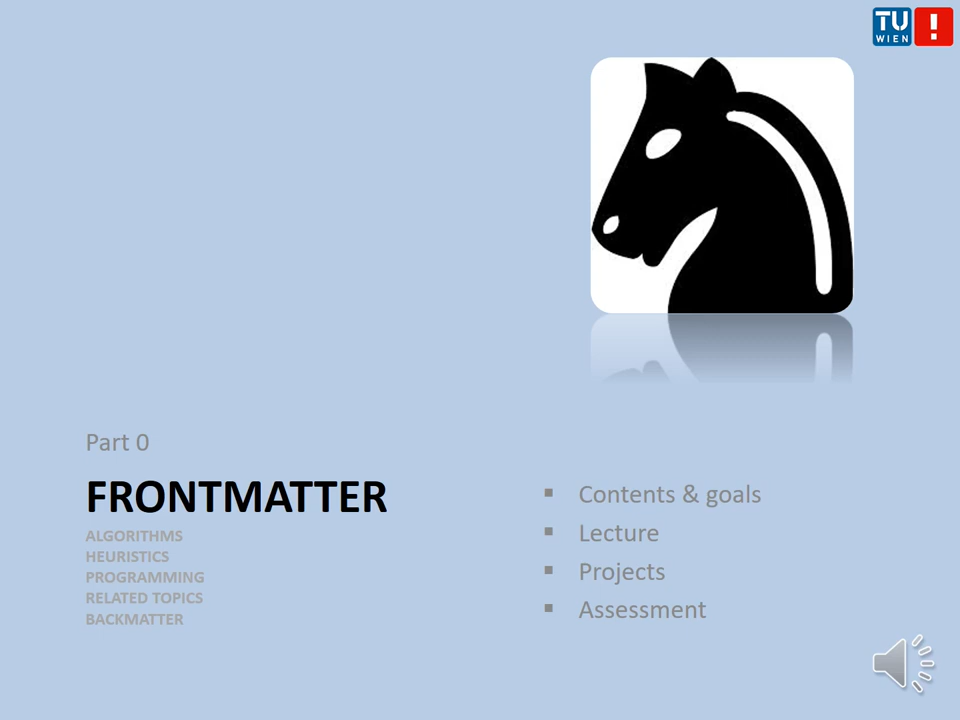 TU
WIEN
!
Part 0
FRONTMATTER
ALGORITHMS
HEURISTICS
PROGRAMMING
RELATED TOPICS
BACKMATTER
▪ Contents & goals
▪ Lecture
▪ Projects
▪ Assessment